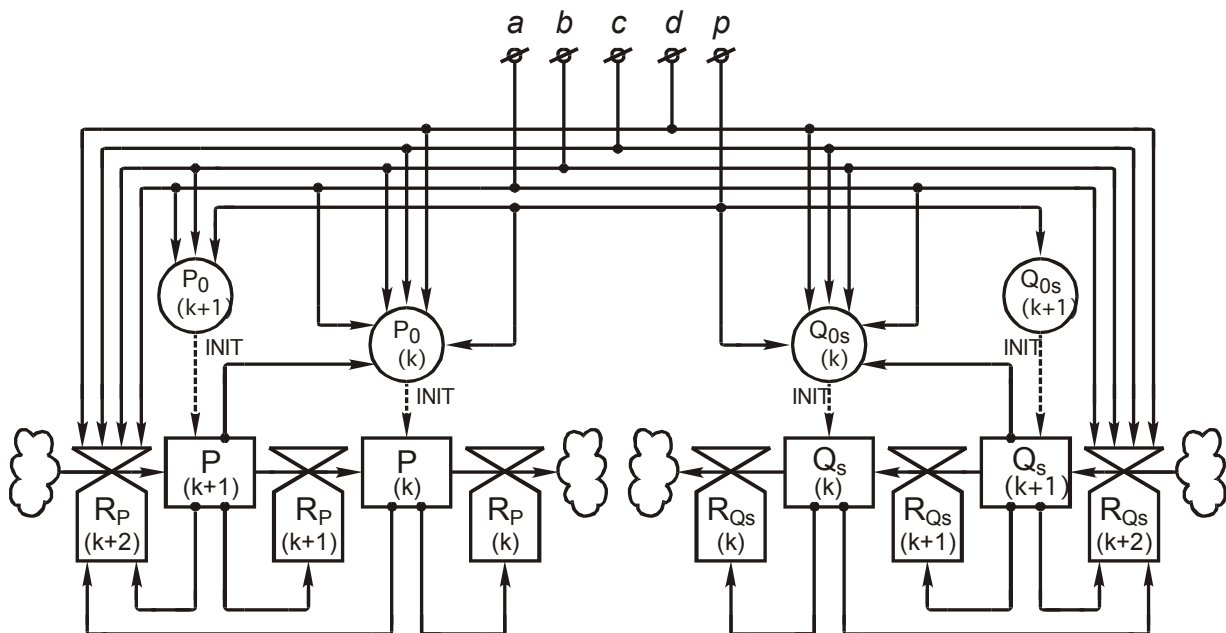 a b c d p
P0 (k+1)
Q0s (k+1)
P0 (k)
Q0s (k)
INIT INIT
INIT INIT
P (k+1)
P (k)
Qs (k)
Qs (k+1)
RP (k+2)
RP (k+1)
RP (k)
RQs (k)
RQs (k+1)
RQs (k+2)